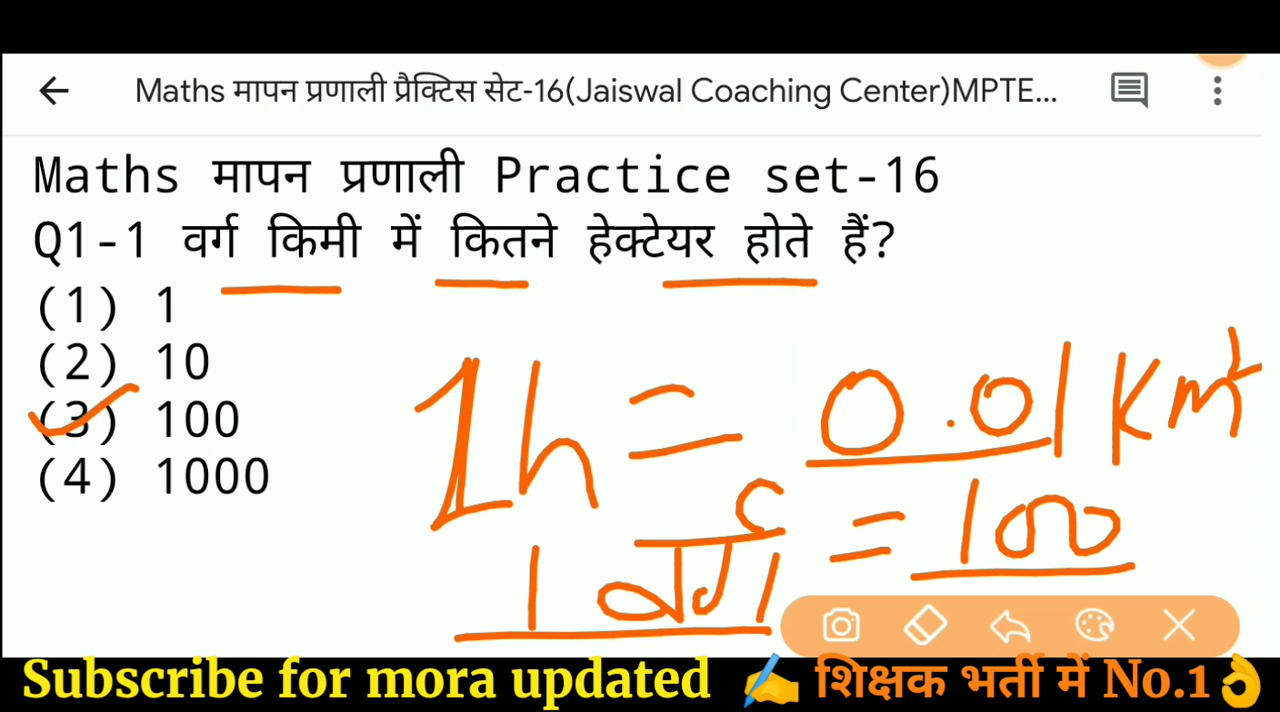 Maths मापन प्रणाली प्रैक्टिस सेट-16(Jaiswal Coaching Center)MPTE...
Maths मापन प्रणाली Practice set-16
Q1-1 वर्ग किमी में कितने हेक्टेयर होते हैं?
(1) 1
(2) 10
(3) 100
(4) 1000
1h = 0.01 Km²
1 वर्ग = 100
Subscribe for mora updated ✍️ शिक्षक भर्ती में No.1👌